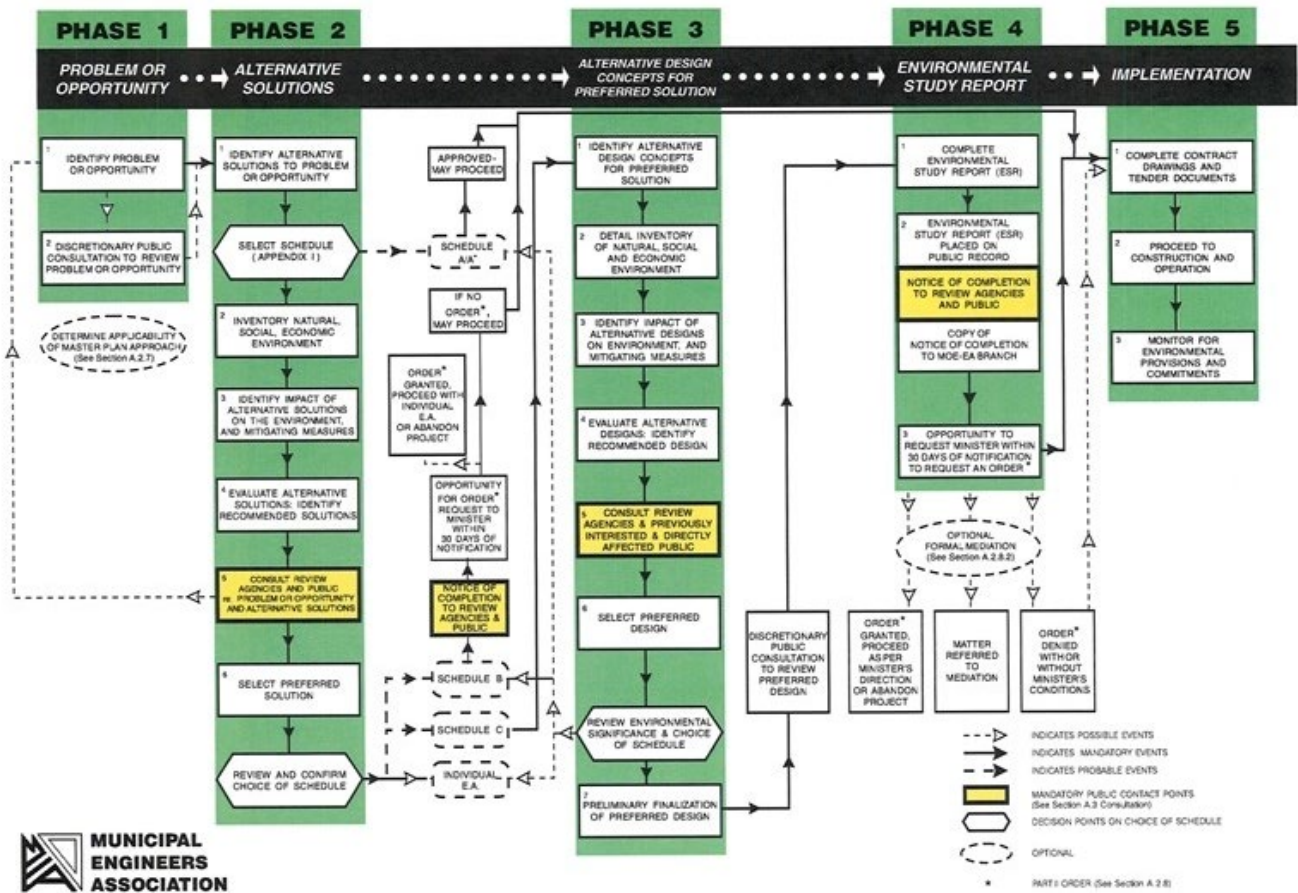 PHASE 1
PHASE 2
PHASE 3
PHASE 4
PHASE 5
PROBLEM OR
OPPORTUNITY
ALTERNATIVE
SOLUTIONS
ALTERNATIVE DESIGN
CONCEPTS FOR
PREFERRED SOLUTION
ENVIRONMENTAL
STUDY REPORT
IMPLEMENTATION
1 IDENTIFY PROBLEM
OR OPPORTUNITY
2 DISCRETIONARY PUBLIC
CONSULTATION TO REVIEW
PROBLEM OR OPPORTUNITY
DETERMINE APPLICABILITY
OF MASTER PLAN APPROACH
(See Section A.2.7)
1 IDENTIFY ALTERNATIVE
SOLUTIONS TO PROBLEM
OR OPPORTUNITY
SELECT SCHEDULE
(APPENDIX I)
2 INVENTORY NATURAL,
SOCIAL, ECONOMIC
ENVIRONMENT
3 IDENTIFY IMPACT OF
ALTERNATIVE SOLUTIONS
ON THE ENVIRONMENT,
AND MITIGATING MEASURES
4 EVALUATE ALTERNATIVE
SOLUTIONS: IDENTIFY
RECOMMENDED SOLUTIONS
5 CONSULT REVIEW
AGENCIES AND PUBLIC
re: PROBLEM OR OPPORTUNITY
AND ALTERNATIVE SOLUTIONS
6 SELECT PREFERRED
SOLUTION
REVIEW AND CONFIRM
CHOICE OF SCHEDULE
APPROVED-
MAY PROCEED
SCHEDULE
A/A+
IF NO
ORDER*,
MAY PROCEED
ORDER*
GRANTED,
PROCEED WITH
INDIVIDUAL
E.A.
OR ABANDON
PROJECT
OPPORTUNITY
FOR ORDER*
REQUEST TO
MINISTER
WITHIN
30 DAYS OF
NOTIFICATION
NOTICE OF
COMPLETION
TO REVIEW
AGENCIES &
PUBLIC
SCHEDULE B
SCHEDULE C
INDIVIDUAL
E.A.
1 IDENTIFY ALTERNATIVE
DESIGN CONCEPTS
FOR PREFERRED
SOLUTION
2 DETAIL INVENTORY
OF NATURAL, SOCIAL
AND ECONOMIC
ENVIRONMENT
3 IDENTIFY IMPACT OF
ALTERNATIVE DESIGNS
ON ENVIRONMENT, AND
MITIGATING MEASURES
4 EVALUATE ALTERNATIVE
DESIGNS: IDENTIFY
RECOMMENDED DESIGN
5 CONSULT REVIEW
AGENCIES & PREVIOUSLY
INTERESTED & DIRECTLY
AFFECTED PUBLIC
6 SELECT PREFERRED
DESIGN
REVIEW ENVIRONMENTAL
SIGNIFICANCE & CHOICE
OF SCHEDULE
7 PRELIMINARY FINALIZATION
OF PREFERRED DESIGN
DISCRETIONARY
PUBLIC
CONSULTATION
TO REVIEW
PREFERRED
DESIGN
1 COMPLETE
ENVIRONMENTAL
STUDY REPORT (ESR)
2 ENVIRONMENTAL
STUDY REPORT (ESR)
PLACED ON
PUBLIC RECORD
NOTICE OF COMPLETION
TO REVIEW AGENCIES
AND PUBLIC
COPY OF
NOTICE OF COMPLETION
TO MOE-EA BRANCH
3 OPPORTUNITY TO
REQUEST MINISTER WITHIN
30 DAYS OF NOTIFICATION
TO REQUEST AN ORDER*
OPTIONAL
FORMAL MEDIATION
(See Section A.2.8.2)
ORDER*
GRANTED,
PROCEED
AS PER
MINISTER'S
DIRECTION
OR ABANDON
PROJECT
MATTER
REFERRED
TO
MEDIATION
ORDER*
DENIED
WITH OR
WITHOUT
MINISTER'S
CONDITIONS
1 COMPLETE CONTRACT
DRAWINGS AND
TENDER DOCUMENTS
2 PROCEED TO
CONSTRUCTION AND
OPERATION
3 MONITOR FOR
ENVIRONMENTAL
PROVISIONS AND
COMMITMENTS
INDICATES POSSIBLE EVENTS
INDICATES MANDATORY EVENTS
INDICATES PROBABLE EVENTS
MANDATORY PUBLIC CONTACT POINTS
(See Section A.3 Consultation)
DECISION POINTS ON CHOICE OF SCHEDULE
OPTIONAL
* PART II ORDER (See Section A.2.8)
MUNICIPAL
ENGINEERS
ASSOCIATION